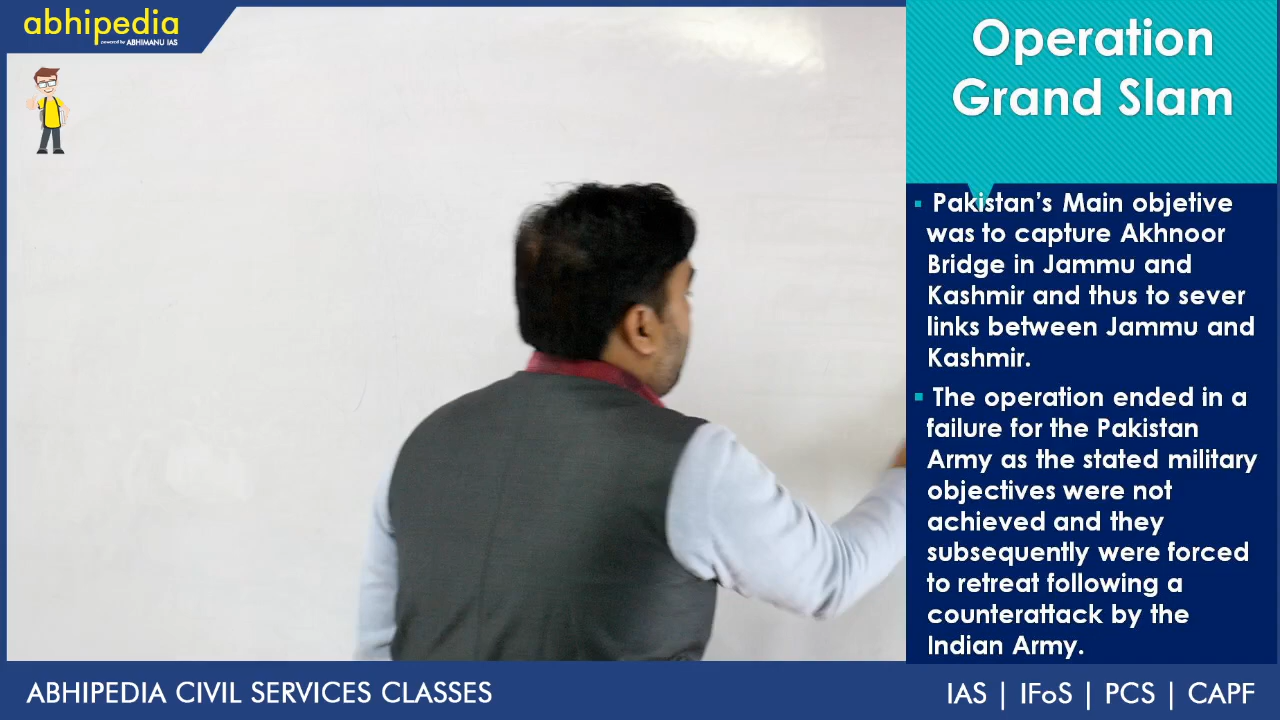 abhipedia
powered by ABHIMANU IAS
Operation
Grand Slam
▪ Pakistan's Main objetive
was to capture Akhnoor
Bridge in Jammu and
Kashmir and thus to sever
links between Jammu and
Kashmir.
▪ The operation ended in a
failure for the Pakistan
Army as the stated military
objectives were not
achieved and they
subsequently were forced
to retreat following a
counterattack by the
Indian Army.
ABHIPEDIA CIVIL SERVICES CLASSES
IAS | IFoS | PCS | CAPF